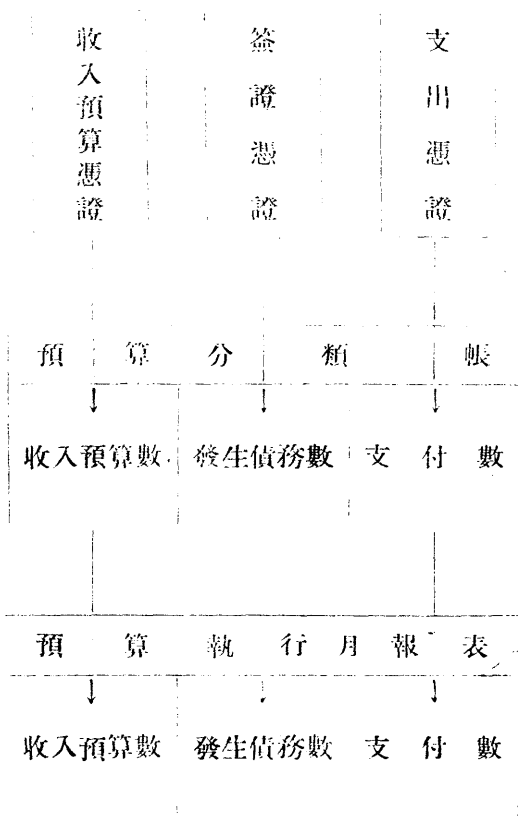 收入預算憑證
簽證憑證
支出憑證
預算分類帳
收入預算數
發生債務數
支付數
預算執行月報表
收入預算數
發生債務數
支付數